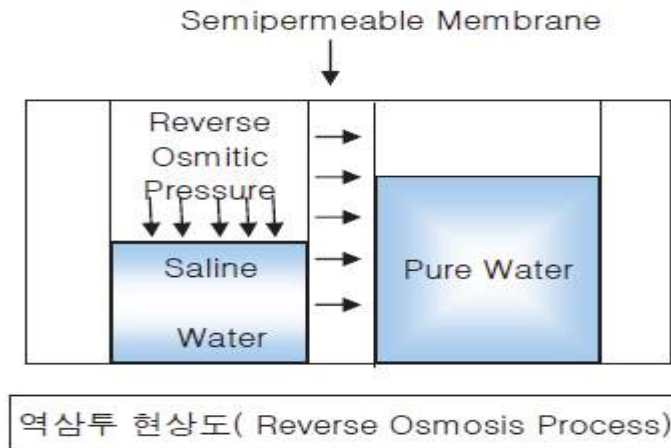 Semipermeable Membrane
Reverse
Osmitic
Pressure
Saline
Water
Pure Water
역삼투 현상도( Reverse Osmosis Process)